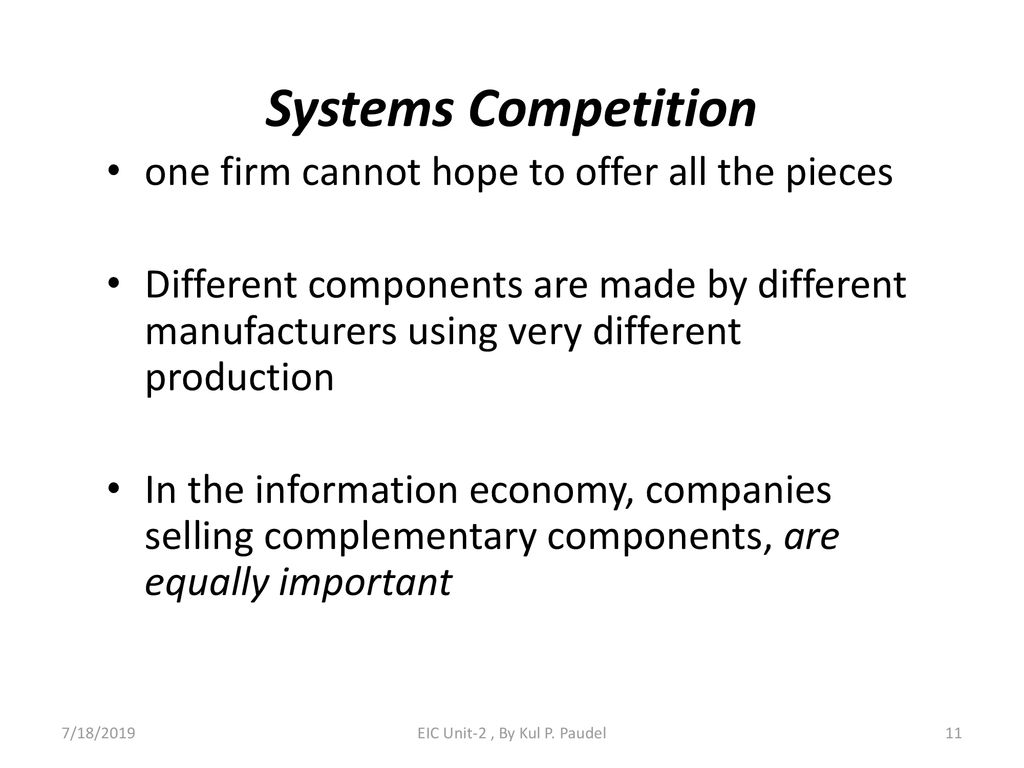 Systems Competition
• one firm cannot hope to offer all the pieces
• Different components are made by different
manufacturers using very different
production
• In the information economy, companies
selling complementary components, are
equally important
7/18/2019
EIC Unit-2 , By Kul P. Paudel
11